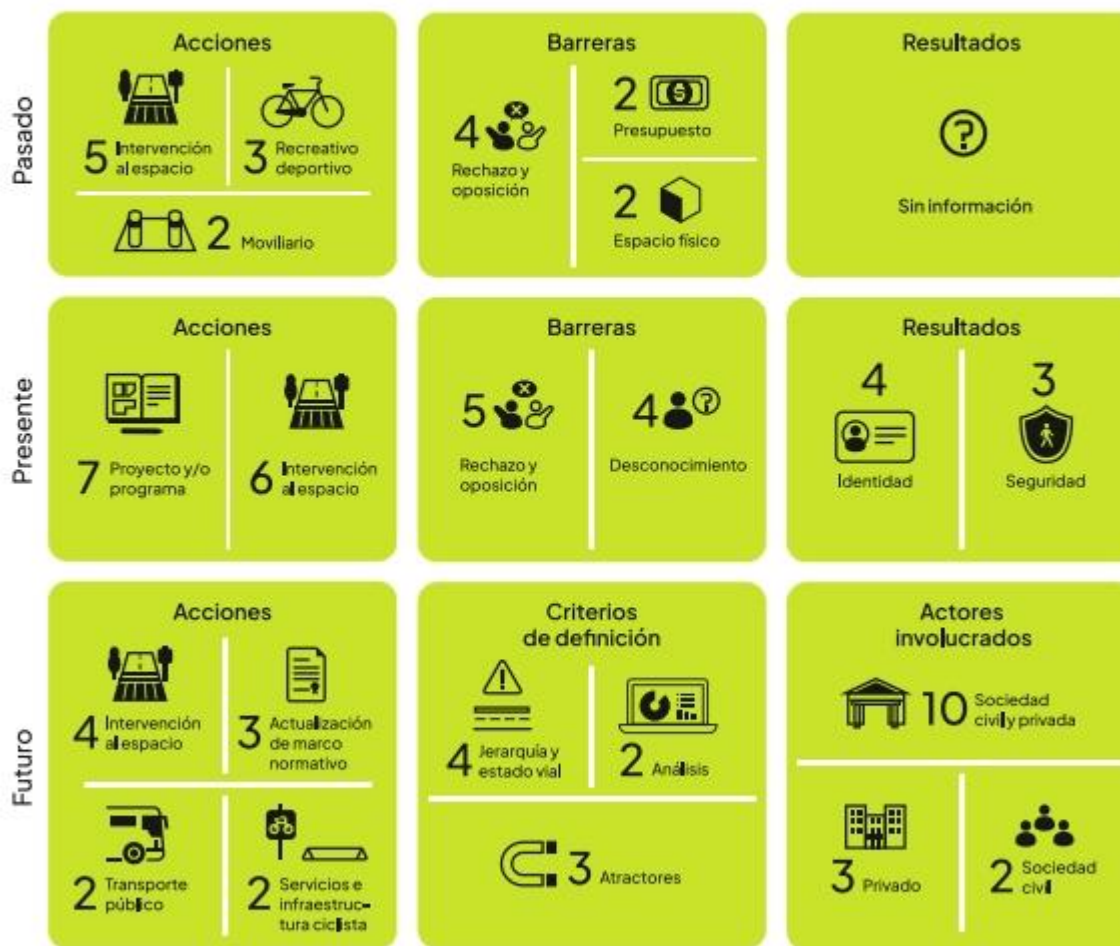 Pasado
Acciones
5 Intervención
al espacio
3 Recreativo
deportivo
2 Moviliario
Barreras
4
Rechazo y
oposición
2
Presupuesto
2
Espacio físico
Resultados
?
Sin información
Presente
Acciones
7 Proyecto y/o
programa
6 Intervención
al espacio
Barreras
5
Rechazo y
oposición
4
Desconocimiento
Resultados
4
Identidad
3
Seguridad
Futuro
Acciones
4 Intervención
al espacio
3 Actualización
de marco
normativo
2 Transporte
público
2 Servicios e
infraestruc-
tura ciclista
Criterios
de definición
4 Jerarquía y
estado vial
2 Análisis
3 Atractores
Actores
involucrados
10 Sociedad
civil y privada
3 Privado
2 Sociedad
civil